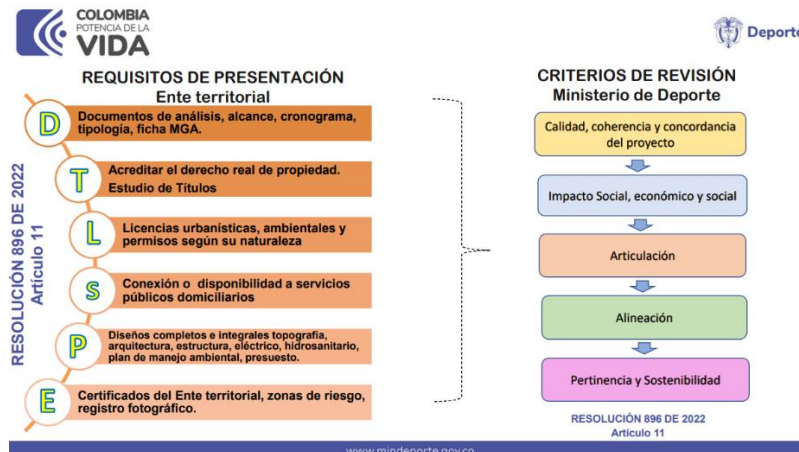 COLOMBIA
POTENCIA DE LA
VIDA
Deporte
REQUISITOS DE PRESENTACIÓN
Ente territorial
RESOLUCIÓN 896 DE 2022
Artículo 11
D
Documentos de análisis, alcance, cronograma,
tipología, ficha MGA.
T
Acreditar el derecho real de propiedad.
Estudio de Títulos
L
Licencias urbanísticas, ambientales y
permisos según su naturaleza
S
Conexión o disponibilidad a servicios
públicos domiciliarios
P
Diseños completos e integrales topografía,
arquitectura, estructura, eléctrico, hidrosanitario,
plan de manejo ambiental, presuesto.
E
Certificados del Ente territorial, zonas de riesgo,
registro fotográfico.
CRITERIOS DE REVISIÓN
Ministerio de Deporte
Calidad, coherencia y concordancia
del proyecto
Impacto Social, económico y social
Articulación
Alineación
Pertinencia y Sostenibilidad
RESOLUCIÓN 896 DE 2022
Artículo 11
www.mindeporte.gov.co